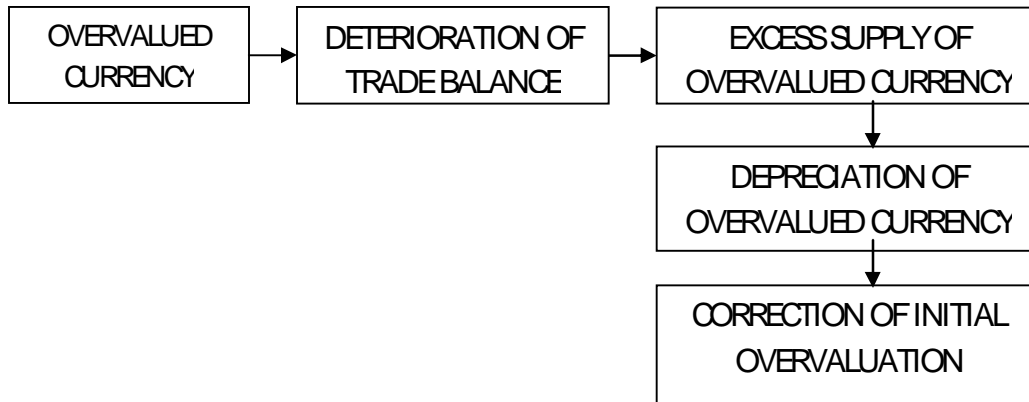 OVERVALUED
CURRENCY
DETERIORATION OF
TRADE BALANCE
EXCESS SUPPLY OF
OVERVALUED CURRENCY
DEPRECIATION OF
OVERVALUED CURRENCY
CORRECTION OF INITIAL
OVERVALUATION